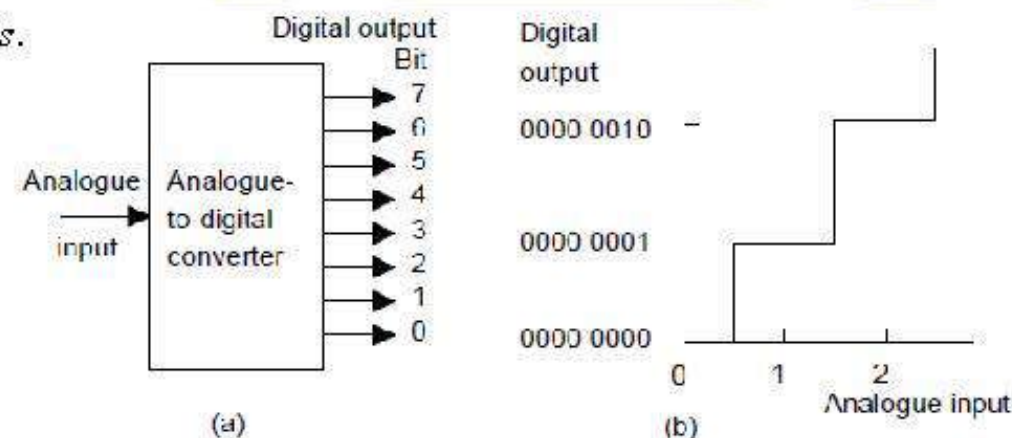 s.
Digital output
Bit
7
6
5
4
3
2
1
0
Analogue
input
Analogue-
to digital
converter
(a)
Digital
output
0000 0010
0000 0001
0000 0000
0
1
2
Analogue input
(b)